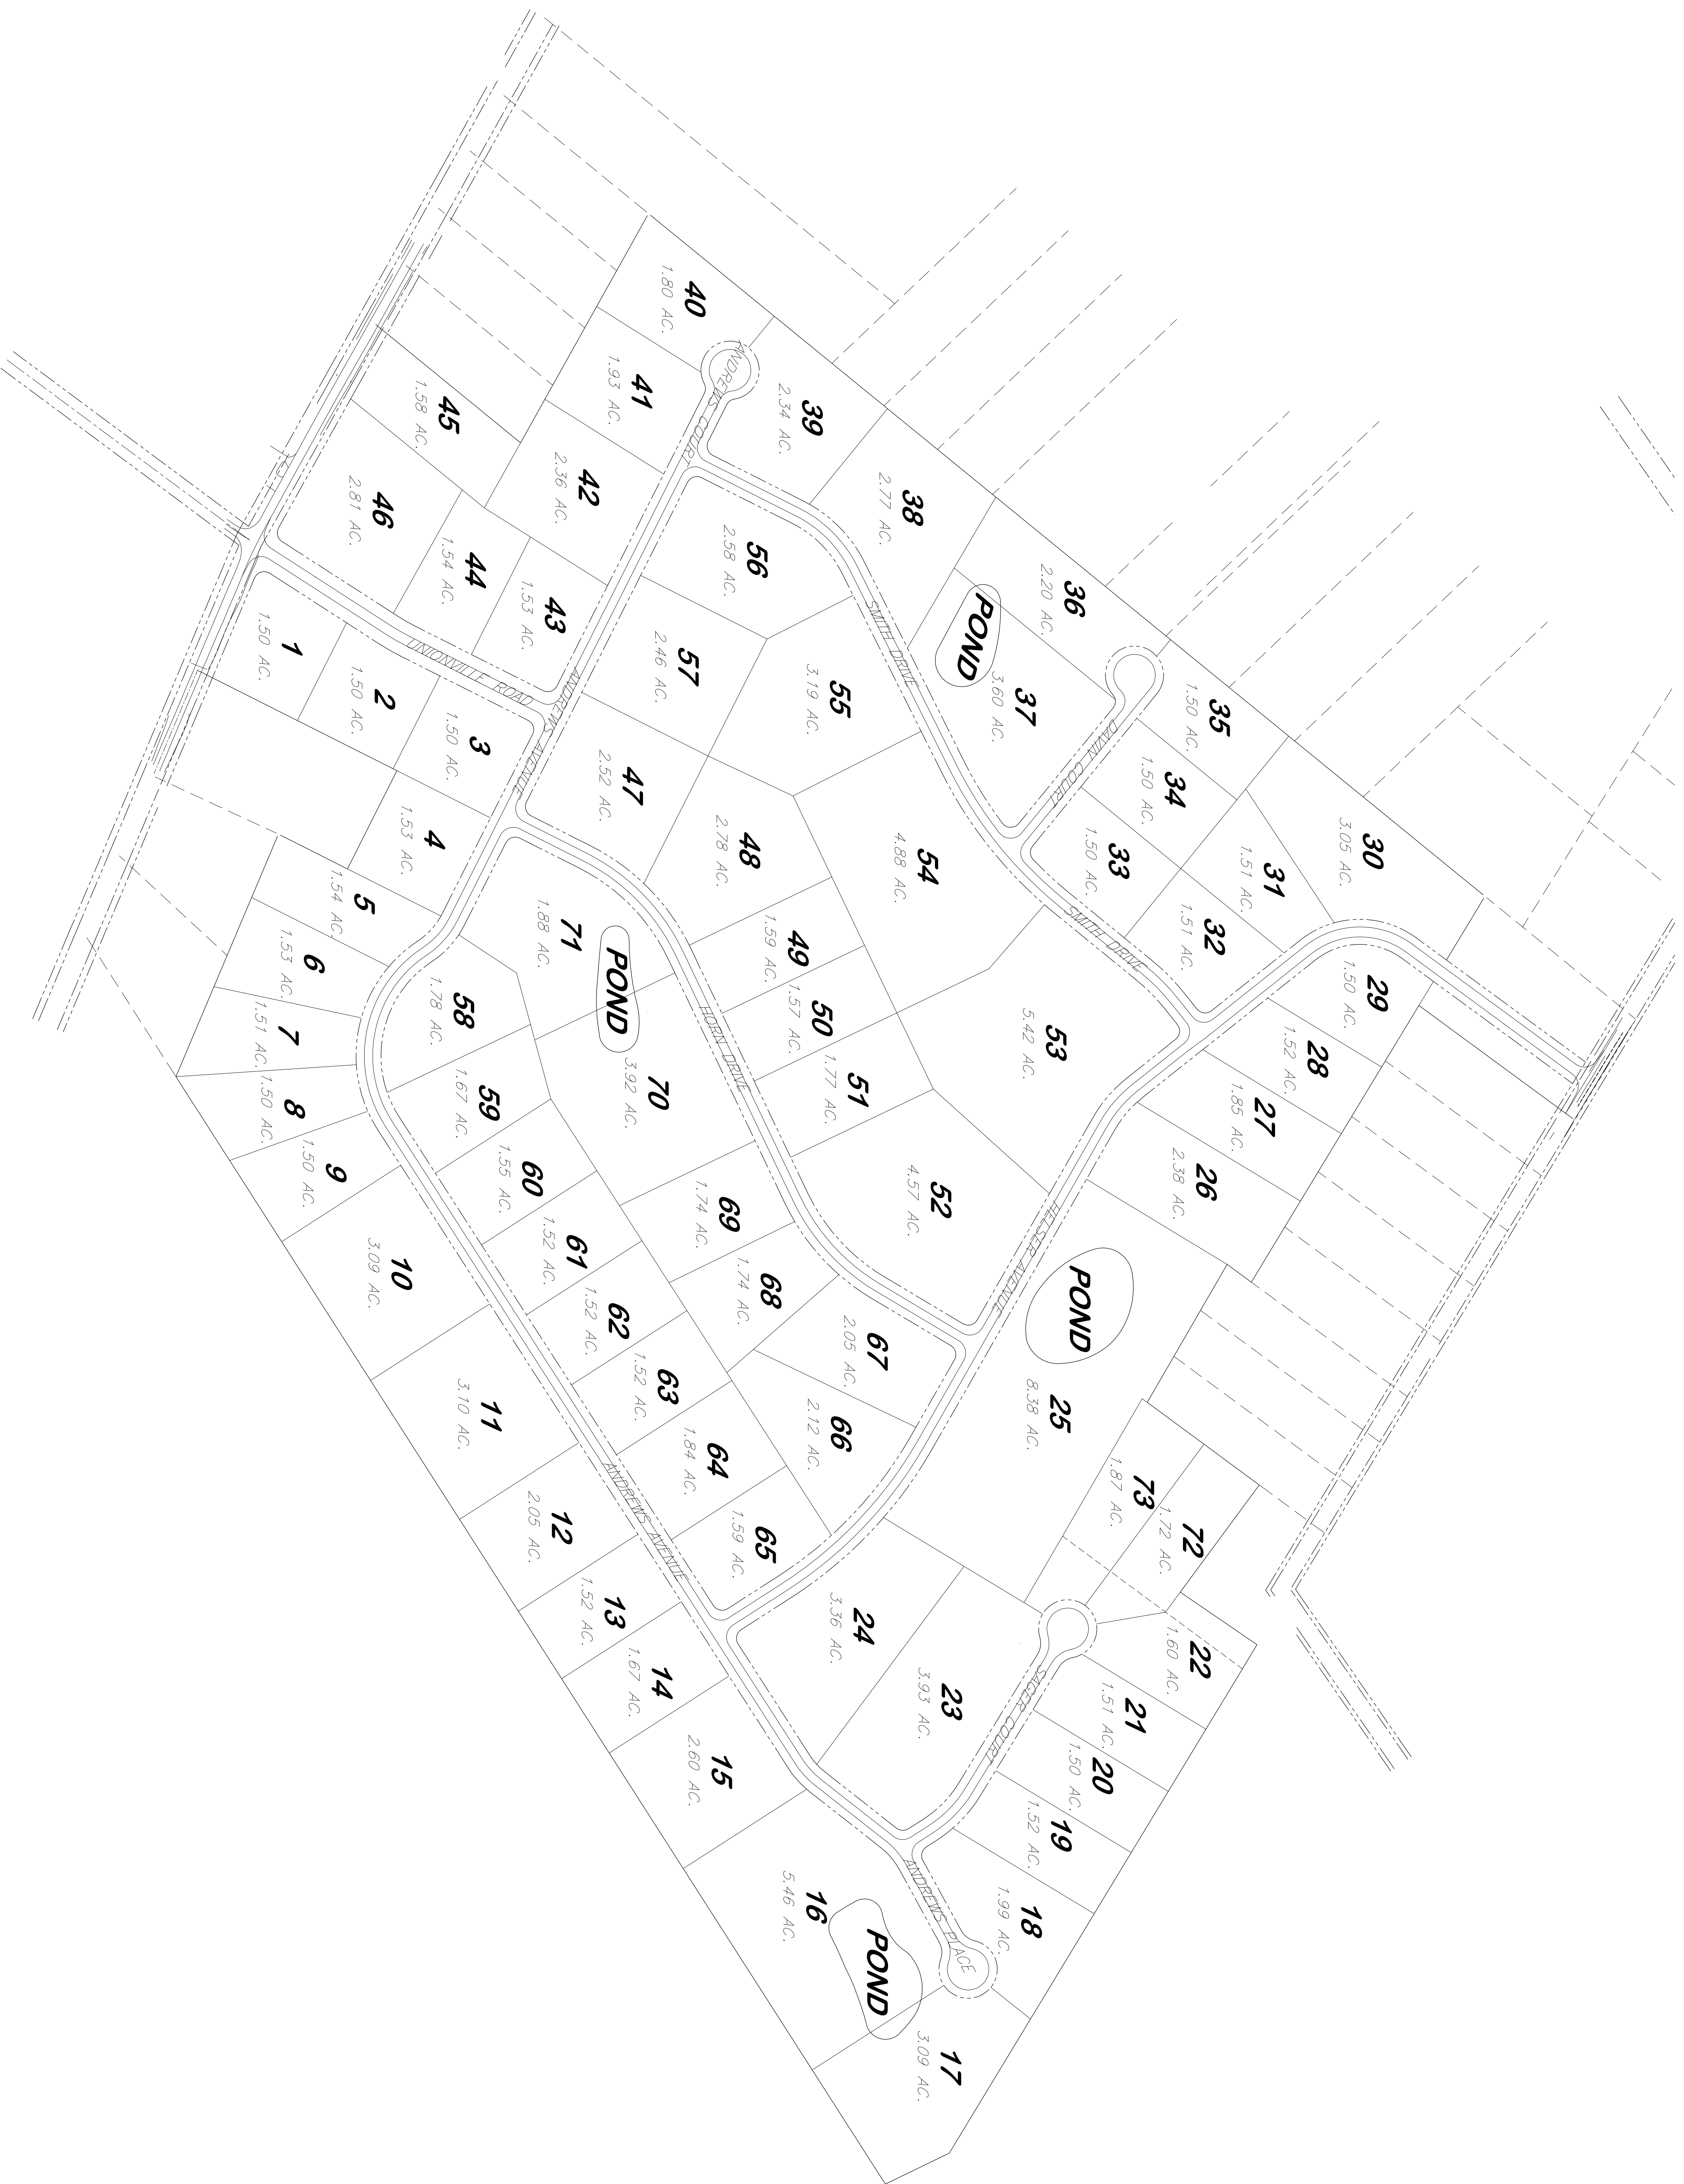 1
1.50 AC.
2
1.50 AC.
3
1.50 AC.
4
1.53 AC.
5
1.54 AC.
6
1.53 AC.
7
1.51 AC.
8
1.50 AC.
9
1.50 AC.
10
3.09 AC.
11
3.10 AC.
12
2.05 AC.
13
1.52 AC.
14
1.67 AC.
15
2.60 AC.
16
5.46 AC.
POND
17
3.09 AC.
18
1.99 AC.
19
1.52 AC.
20
1.50 AC.
21
1.51 AC.
22
1.60 AC.
23
3.93 AC.
24
3.36 AC.
25
8.38 AC.
POND
26
2.38 AC.
27
1.85 AC.
28
1.52 AC.
29
1.50 AC.
30
3.05 AC.
31
1.51 AC.
32
1.51 AC.
33
1.50 AC.
34
1.50 AC.
35
1.50 AC.
36
2.20 AC.
37
3.60 AC.
POND
38
2.77 AC.
39
2.34 AC.
40
1.80 AC.
41
1.93 AC.
42
2.36 AC.
43
1.53 AC.
44
1.54 AC.
45
1.58 AC.
46
2.81 AC.
47
2.52 AC.
48
2.78 AC.
49
1.59 AC.
50
1.57 AC.
51
1.77 AC.
52
4.57 AC.
53
5.42 AC.
54
4.88 AC.
55
3.19 AC.
56
2.58 AC.
57
2.46 AC.
58
1.78 AC.
59
1.67 AC.
60
1.55 AC.
61
1.52 AC.
62
1.52 AC.
63
1.52 AC.
64
1.84 AC.
65
1.59 AC.
66
2.12 AC.
67
2.05 AC.
68
1.74 AC.
69
1.74 AC.
70
3.92 AC.
POND
71
1.88 AC.
72
1.72 AC.
73
1.87 AC.
ANDREWS COURT
SMITH DRIVE
DAVIN COURT
SMITH DRIVE
UNIONVILLE ROAD
ANDREWS AVENUE
HORN DRIVE
HELSER AVENUE
ANDREWS AVENUE
SAGER COURT
ANDREWS PLACE